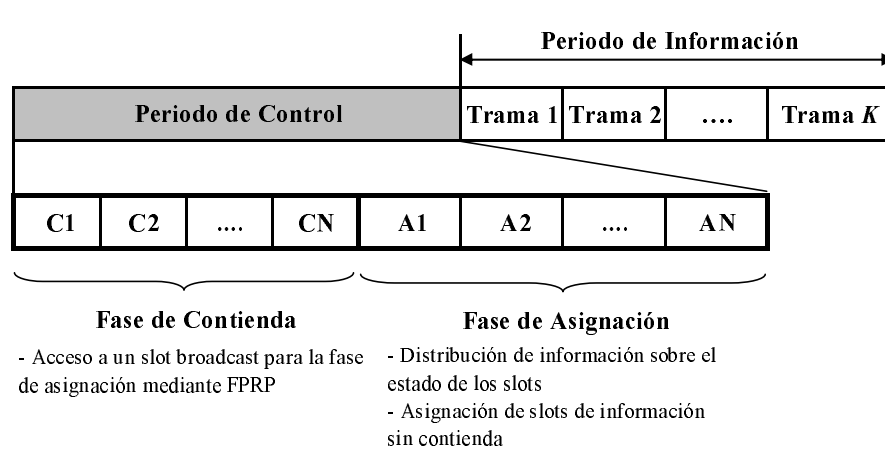 Periodo de Información
Periodo de Control
Trama 1
Trama 2
....
Trama K
C1
C2
....
CN
A1
A2
....
AN
Fase de Contienda
- Acceso a un slot broadcast para la fase
de asignación mediante FPRP
Fase de Asignación
- Distribución de información sobre el
estado de los slots
- Asignación de slots de información
sin contienda